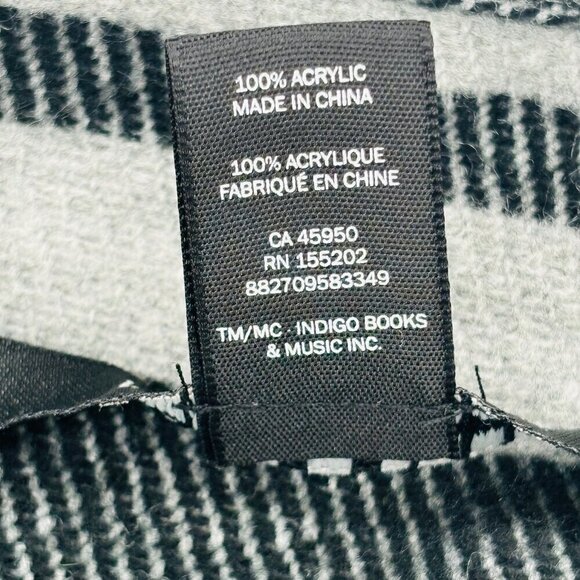 100% ACRYLIC
MADE IN CHINA
100% ACRYLIQUE
FABRIQUÉ EN CHINE
CA 45950
RN 155202
882709583349
TM/MC · INDIGO BOOKS
& MUSIC INC.